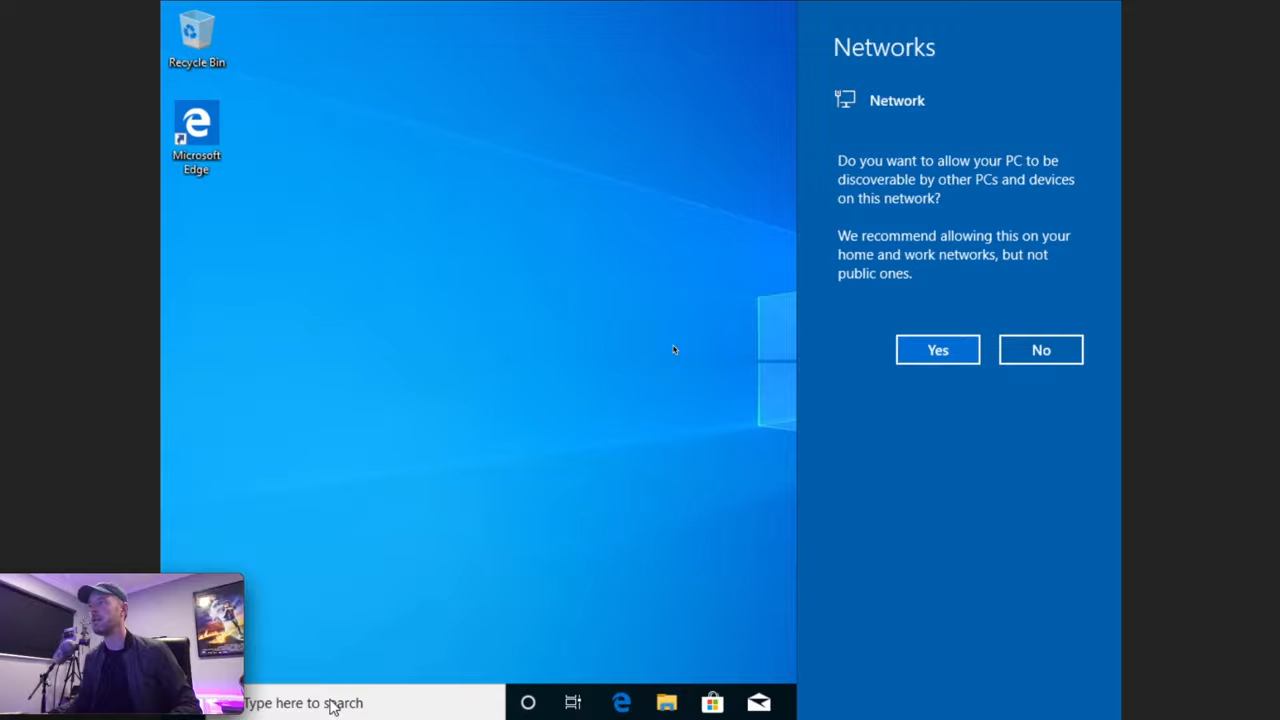 Recycle Bin
Microsoft
Edge
Networks
Network
Do you want to allow your PC to be
discoverable by other PCs and devices
on this network?
We recommend allowing this on your
home and work networks, but not
public ones.
Yes
No
Type here to search